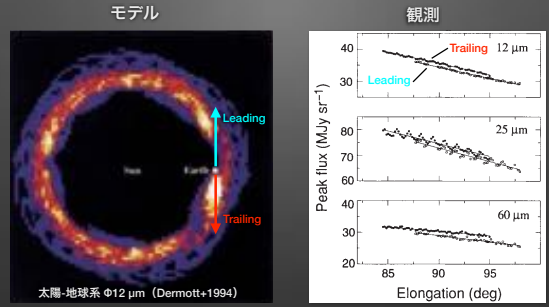 モデル
観測
Sun
Earth
Leading
Trailing
太陽-地球系 Φ12 µm（Dermott+1994）
Peak flux (MJy sr⁻¹)
40
30
Trailing
Leading
12 µm
80
70
60
25 µm
40
30
20
60 µm
85
90
95
Elongation (deg)